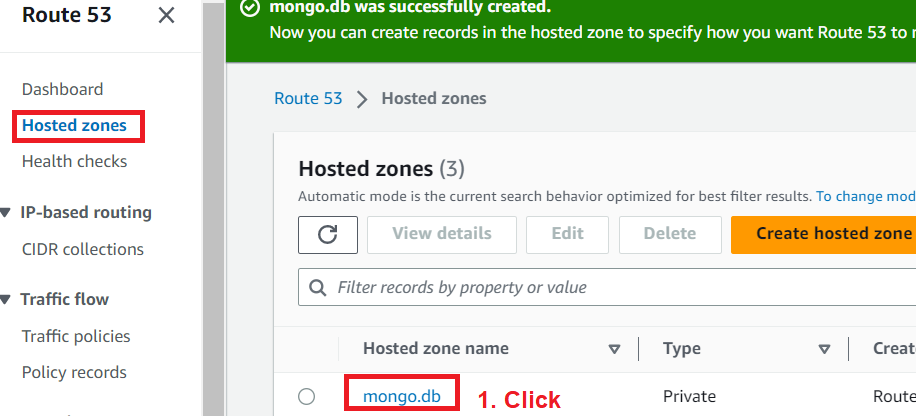 Route 53
Dashboard
Hosted zones
Health checks
IP-based routing
CIDR collections
Traffic flow
Traffic policies
Policy records
mongo.db was successfully created.
Now you can create records in the hosted zone to specify how you want Route 53 to
Route 53 > Hosted zones
Hosted zones (3)
Automatic mode is the current search behavior optimized for best filter results. To change mod
View details
Edit
Delete
Create hosted zone
Filter records by property or value
Hosted zone name
Type
Creat
mongo.db
1. Click
Private
Route